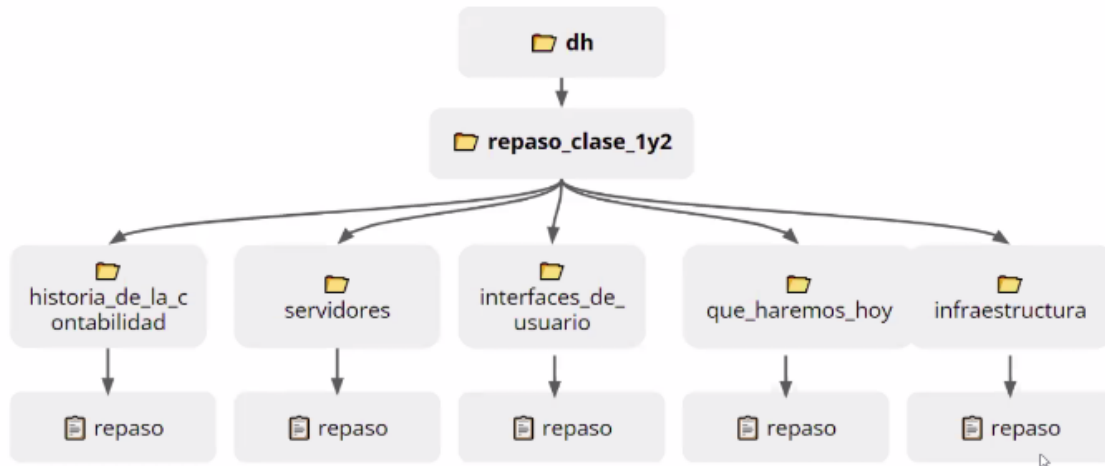 dh
repaso_clase_1y2
historia_de_la_c
ontabilidad
servidores
interfaces_de_
usuario
que_haremos_hoy
infraestructura
repaso
repaso
repaso
repaso
repaso